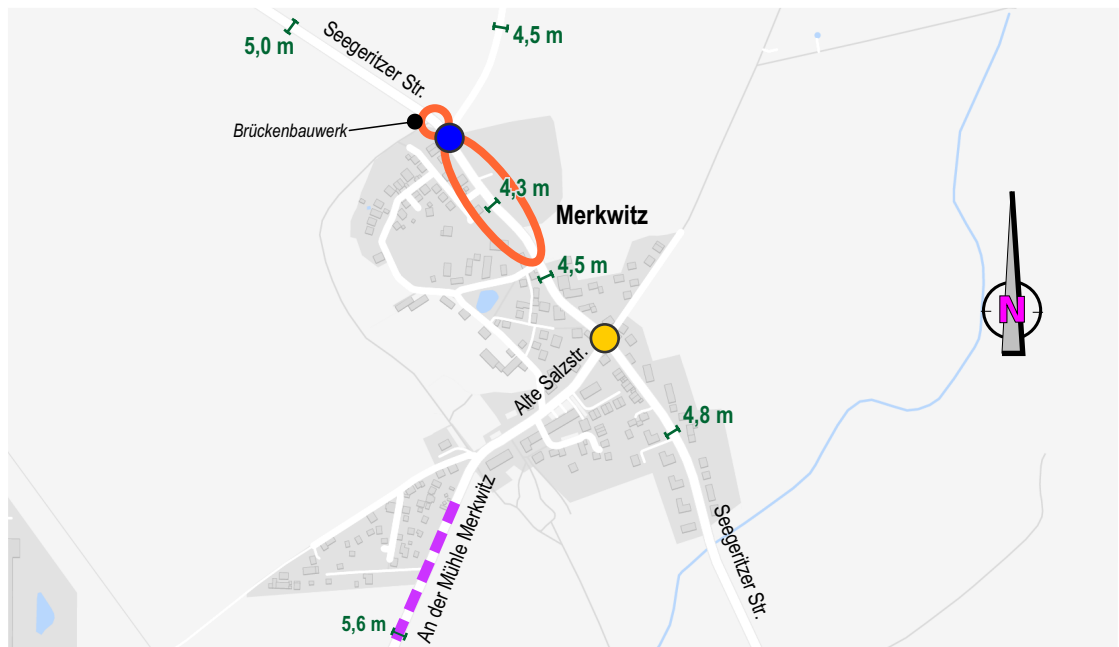 5,0 m
Seegeritzer Str.
4,5 m
Brückenbauwerk
4,3 m
Merkwitz
4,5 m
N
Alte Salzstr.
4,8 m
An der Mühle Merkwitz
Seegeritzer Str.
5,6 m